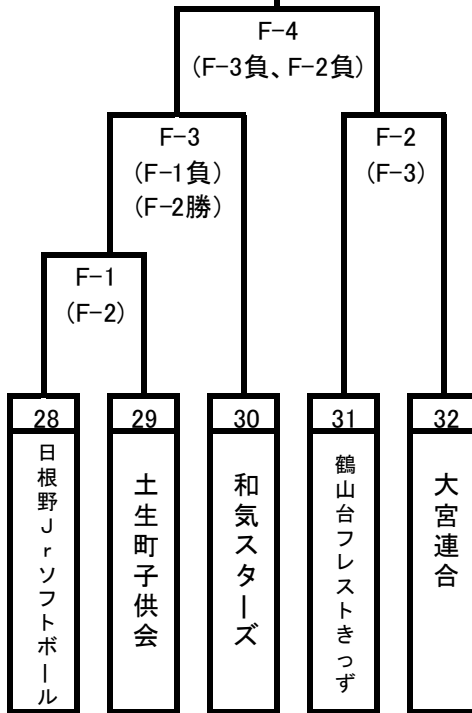 F-4
(F-3負、F-2負)
F-3
(F-1負)
(F-2勝)
F-2
(F-3)
F-1
(F-2)
28
29
30
31
32
日根野Jrソフトボール
土生町子供会
和気スターズ
鶴山台フレストきっず
大宮連合